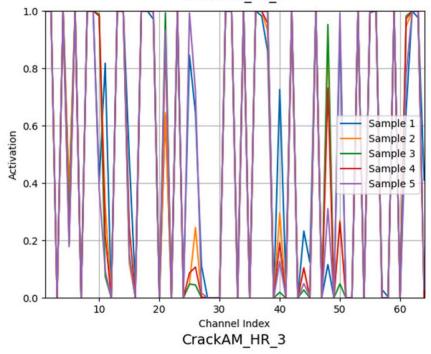 1.0
0.8
0.6
0.4
0.2
0.0
Activation
Sample 1
Sample 2
Sample 3
Sample 4
Sample 5
10 20 30 40 50 60
Channel Index
CrackAM_HR_3